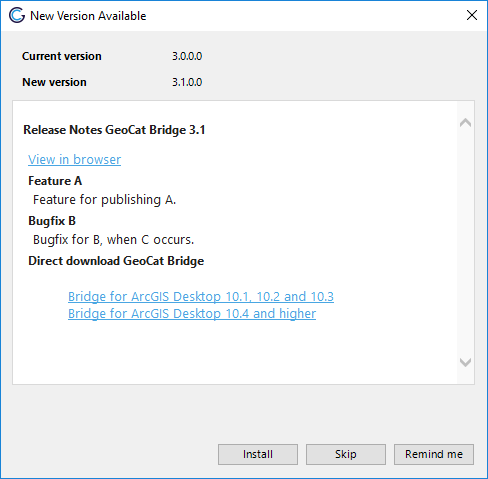 New Version Available
Current version 3.0.0.0
New version 3.1.0.0
Release Notes GeoCat Bridge 3.1
View in browser
Feature A
Feature for publishing A.
Bugfix B
Bugfix for B, when C occurs.
Direct download GeoCat Bridge
Bridge for ArcGIS Desktop 10.1, 10.2 and 10.3
Bridge for ArcGIS Desktop 10.4 and higher
Install Skip Remind me